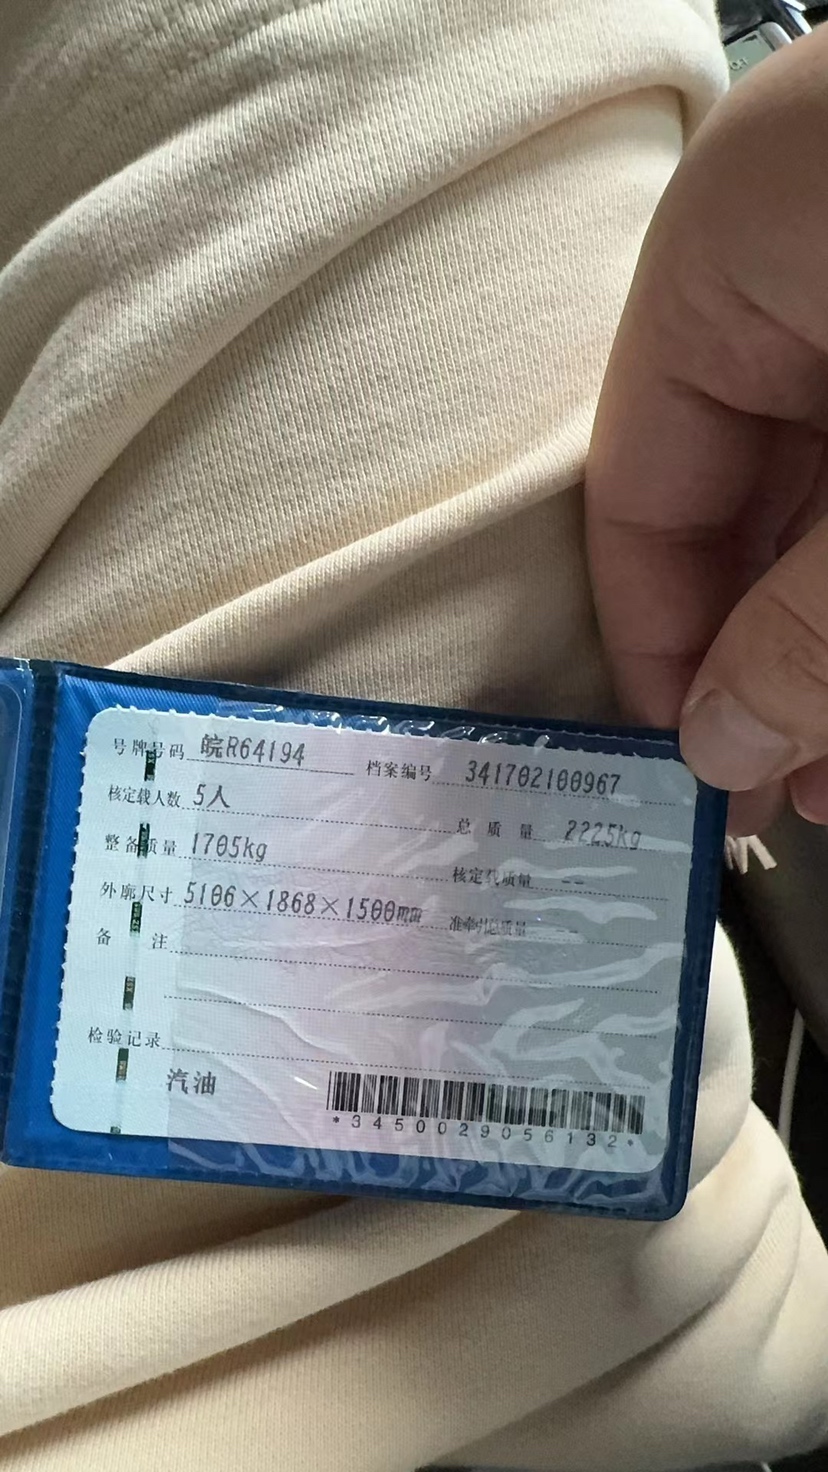 号牌号码 皖R64194 档案编号 341702100967
核定载人数 5人 总质量 2225kg
整备质量 1705kg 核定载质量 --
外廓尺寸 5106×1868×1500mm 准牵引总质量 --
备注
检验记录
汽油
*3450029056132*